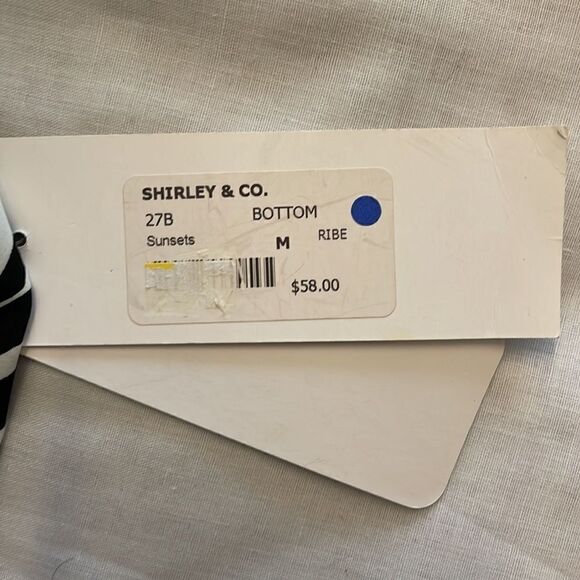 SHIRLEY & CO.
27B BOTTOM
Sunsets M RIBE
$58.00